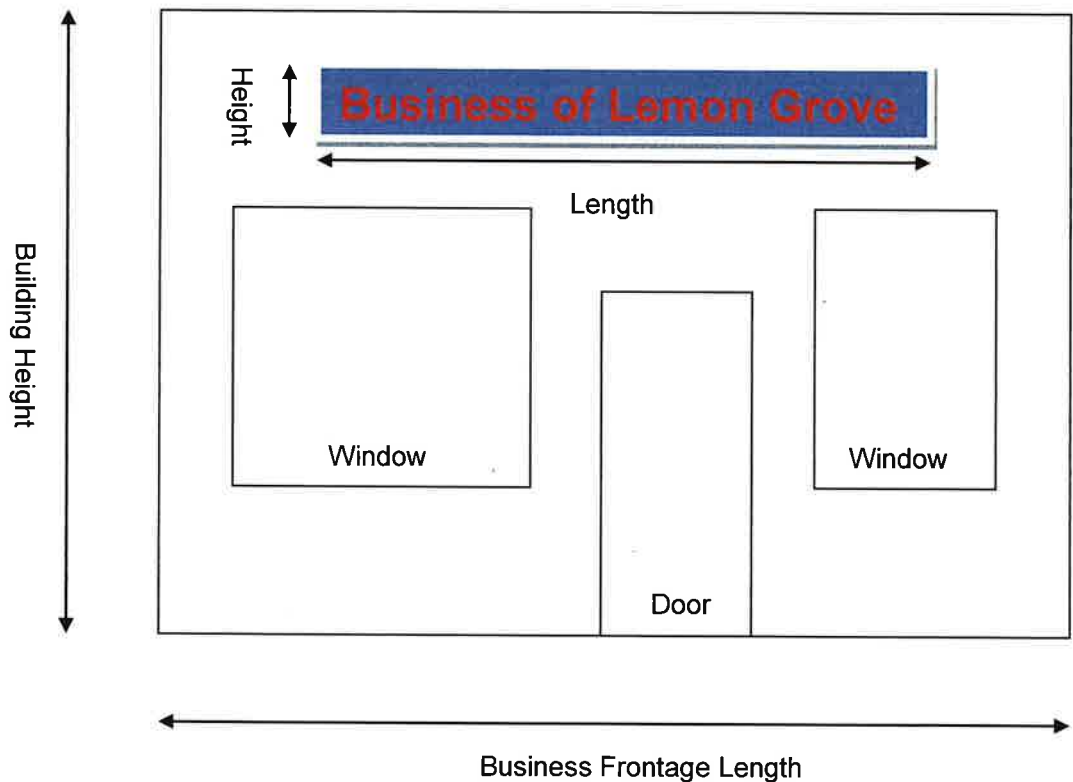 Height
Business of Lemon Grove
Length
Building Height
Window
Window
Door
Business Frontage Length